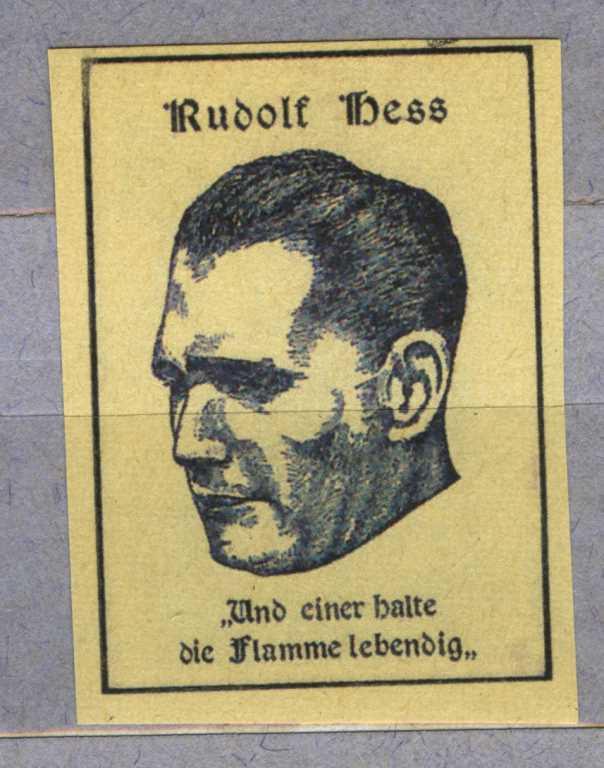 Rudolf Hess
„Und einer halte
die Flamme lebendig„